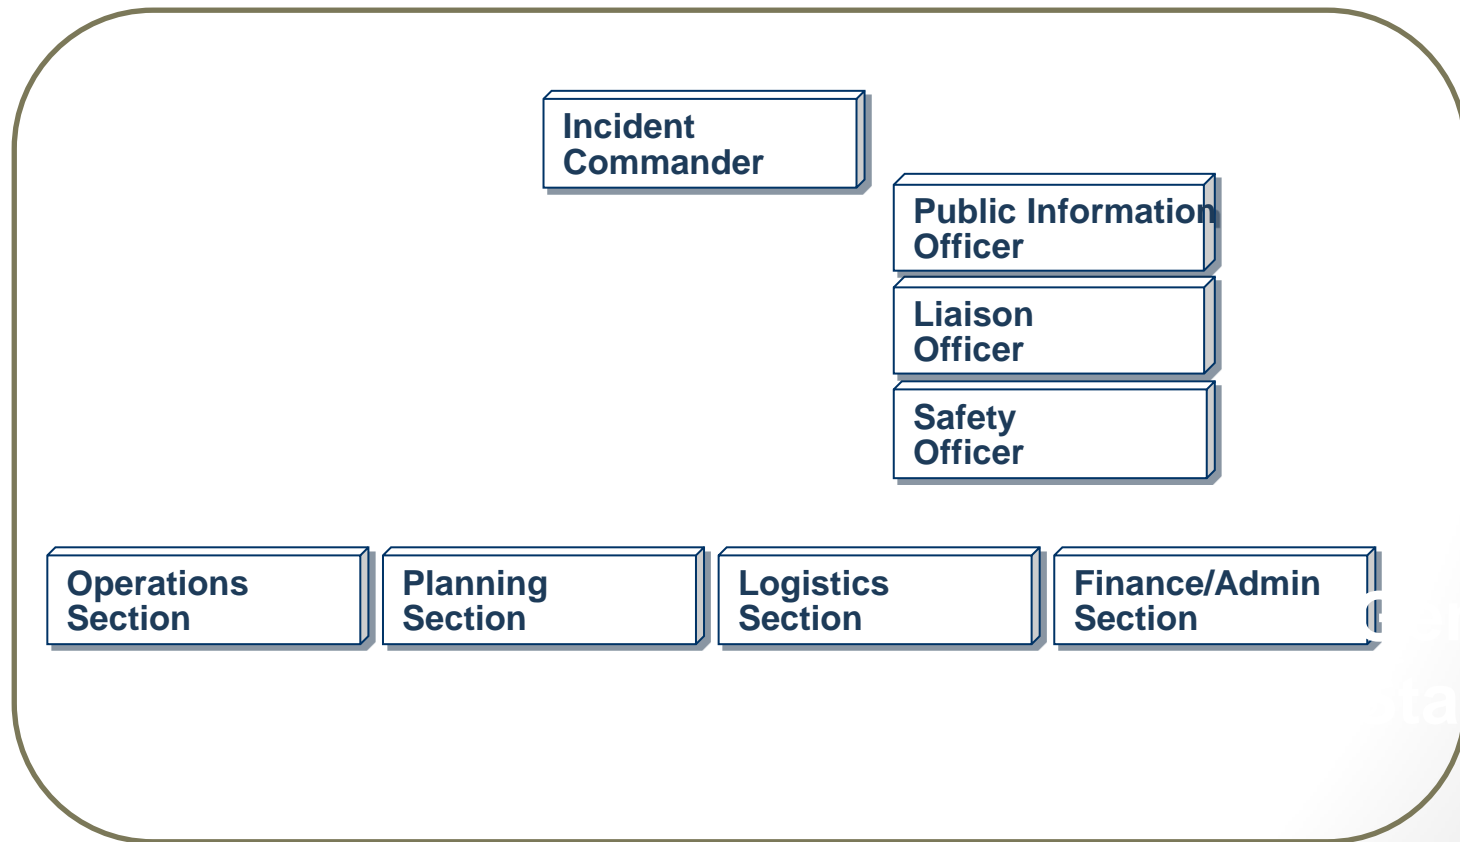 Incident
Commander
Public Information
Officer
Liaison
Officer
Safety
Officer
Operations
Section
Planning
Section
Logistics
Section
Finance/Admin
Section